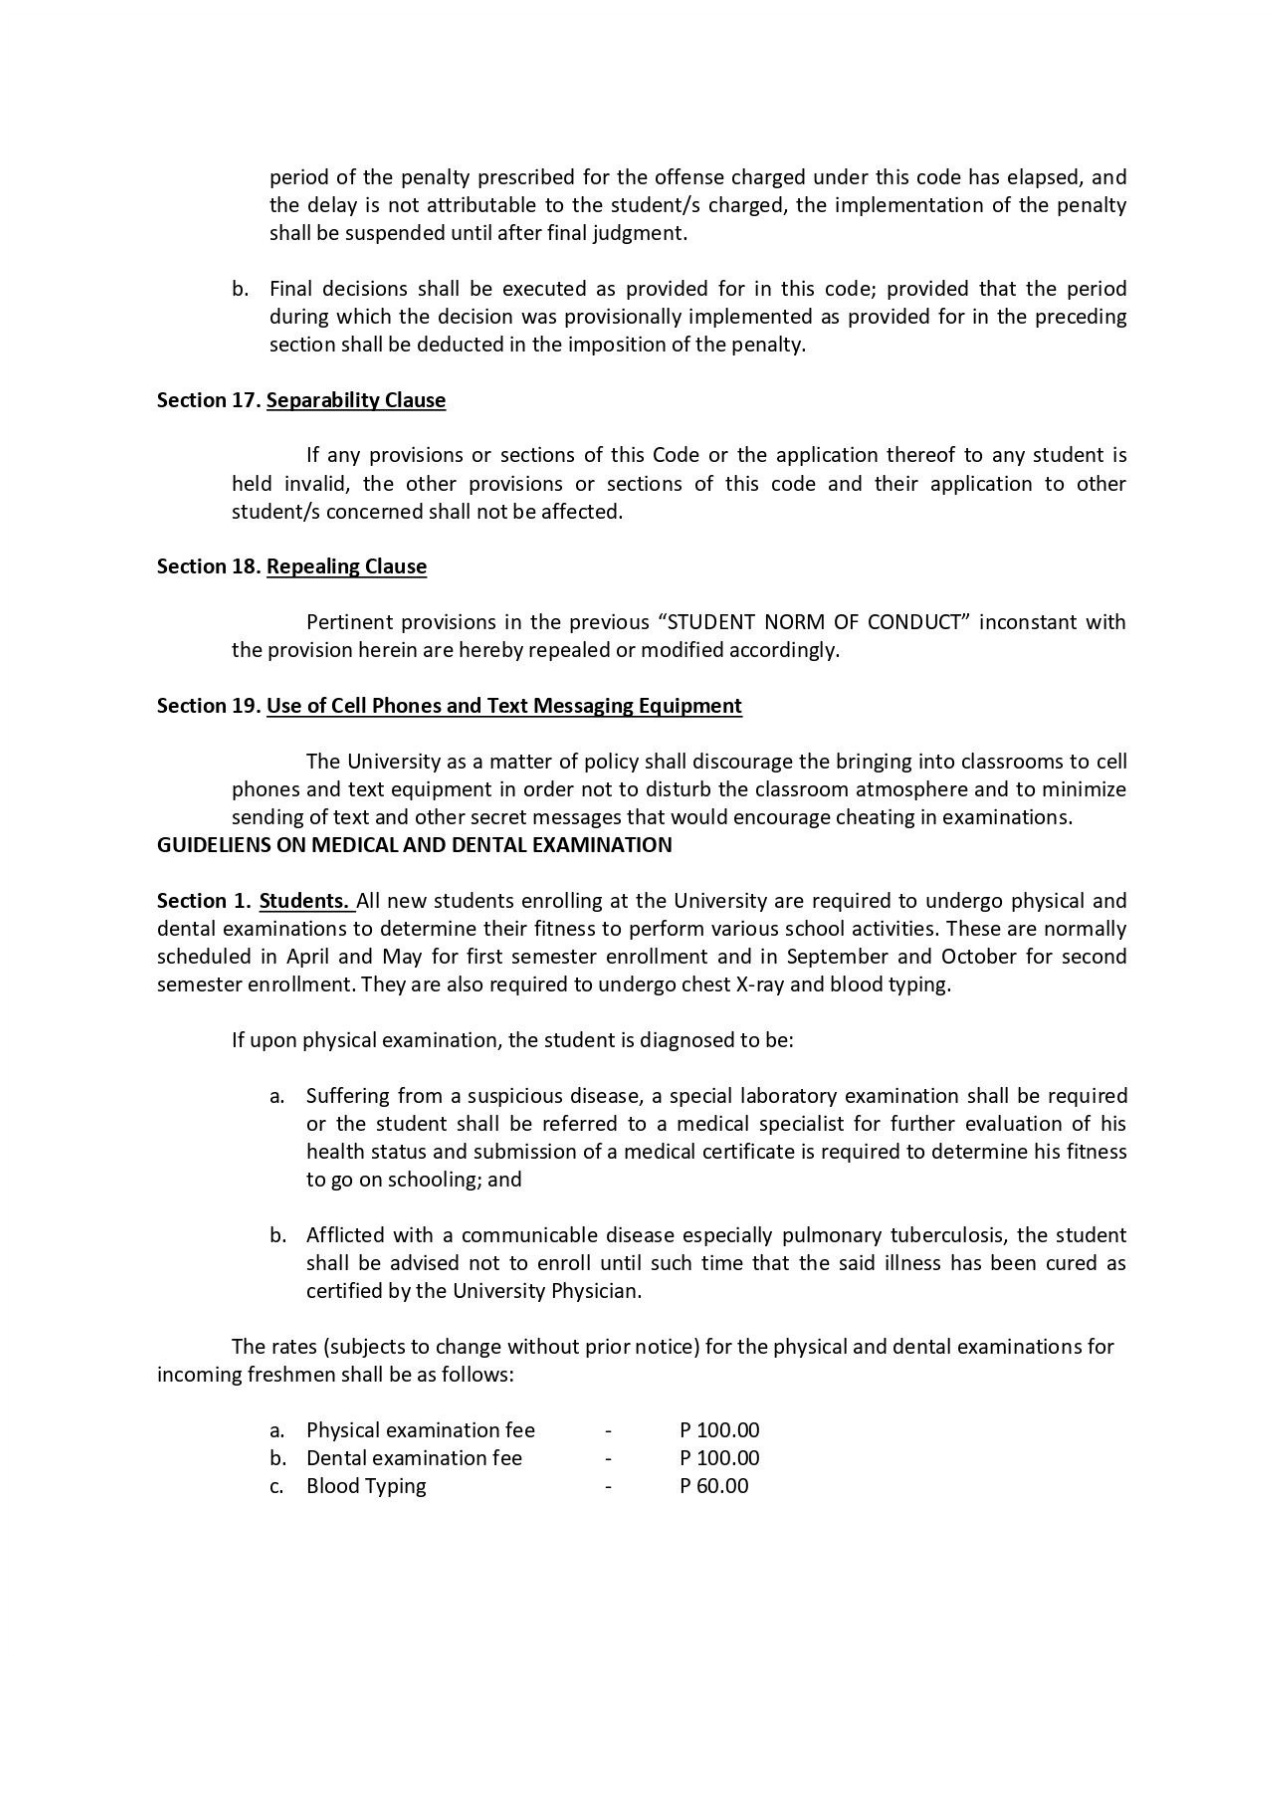 period of the penalty prescribed for the offense charged under this code has elapsed, and
the delay is not attributable to the student/s charged, the implementation of the penalty
shall be suspended until after final judgment.
b. Final decisions shall be executed as provided for in this code; provided that the period
during which the decision was provisionally implemented as provided for in the preceding
section shall be deducted in the imposition of the penalty.
Section 17. Separability Clause
If any provisions or sections of this Code or the application thereof to any student is
held invalid, the other provisions or sections of this code and their application to other
student/s concerned shall not be affected.
Section 18. Repealing Clause
Pertinent provisions in the previous “STUDENT NORM OF CONDUCT” inconstant with
the provision herein are hereby repealed or modified accordingly.
Section 19. Use of Cell Phones and Text Messaging Equipment
The University as a matter of policy shall discourage the bringing into classrooms to cell
phones and text equipment in order not to disturb the classroom atmosphere and to minimize
sending of text and other secret messages that would encourage cheating in examinations.
GUIDELIENS ON MEDICAL AND DENTAL EXAMINATION
Section 1. Students. All new students enrolling at the University are required to undergo physical and
dental examinations to determine their fitness to perform various school activities. These are normally
scheduled in April and May for first semester enrollment and in September and October for second
semester enrollment. They are also required to undergo chest X-ray and blood typing.
If upon physical examination, the student is diagnosed to be:
a. Suffering from a suspicious disease, a special laboratory examination shall be required
or the student shall be referred to a medical specialist for further evaluation of his
health status and submission of a medical certificate is required to determine his fitness
to go on schooling; and
b. Afflicted with a communicable disease especially pulmonary tuberculosis, the student
shall be advised not to enroll until such time that the said illness has been cured as
certified by the University Physician.
The rates (subjects to change without prior notice) for the physical and dental examinations for
incoming freshmen shall be as follows:
a. Physical examination fee - P 100.00
b. Dental examination fee - P 100.00
c. Blood Typing - P 60.00